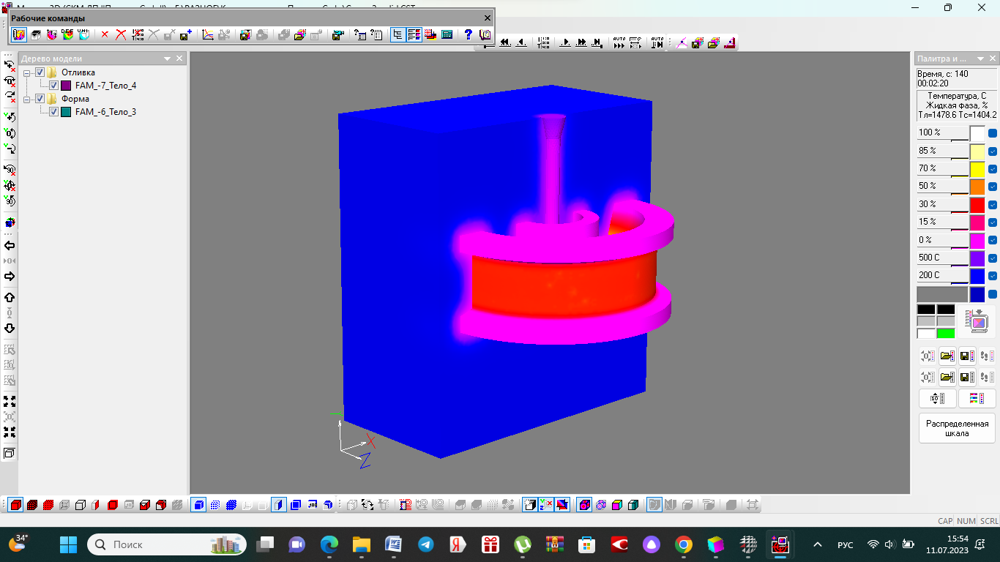 Рабочие команды
AUTO
AUTO
AUTO
Дерево модели
Отливка
FAM_-7_Тело_4
Форма
FAM_-6_Тело_3
X
Z
Палитра и ...
Время, с: 140
00:02:20
Температура, С
Жидкая фаза, %
Тл=1478.6 Тс=1404.2
100 %
85 %
70 %
50 %
30 %
15 %
0 %
500 C
200 C
Распределенная
шкала
CAP NUM SCRL
34°
Поиск
РУС
15:54
11.07.2023